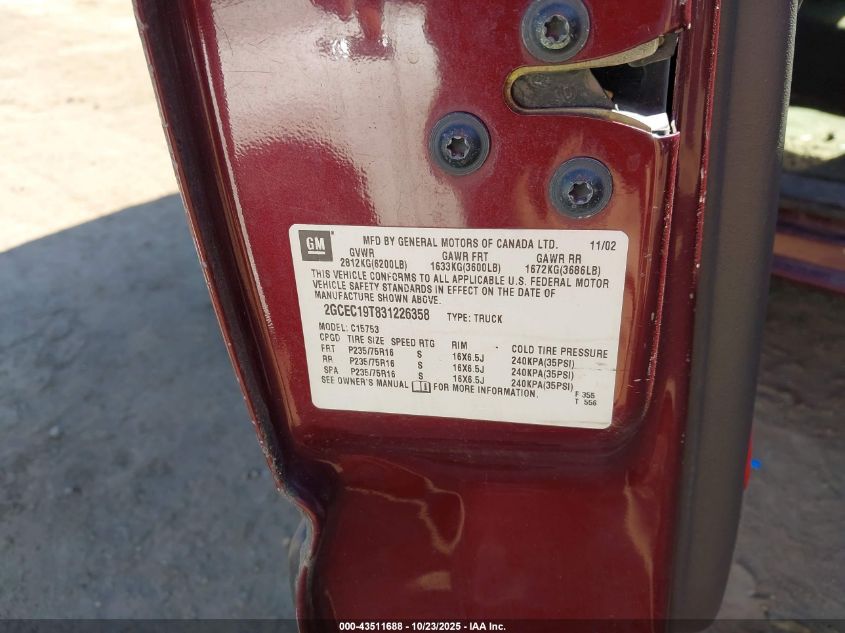 GM MFD BY GENERAL MOTORS OF CANADA LTD. 11/02
GVWR GAWR FRT GAWR RR
2812KG(6200LB) 1633KG(3600LB) 1672KG(3686LB)
THIS VEHICLE CONFORMS TO ALL APPLICABLE U.S. FEDERAL MOTOR
VEHICLE SAFETY STANDARDS IN EFFECT ON THE DATE OF
MANUFACTURE SHOWN ABOVE.
2GCEC19T831226358 TYPE: TRUCK
MODEL: C15753
CPGD TIRE SIZE SPEED RTG RIM COLD TIRE PRESSURE
FRT P235/75R16 S 16X6.5J 240KPA(35PSI)
RR P235/75R16 S 16X6.5J 240KPA(35PSI)
SPA P235/75R16 S 16X6.5J 240KPA(35PSI)
SEE OWNER'S MANUAL FOR MORE INFORMATION.
F 355
T 556
000-43511688 - 10/23/2025 - IAA Inc.